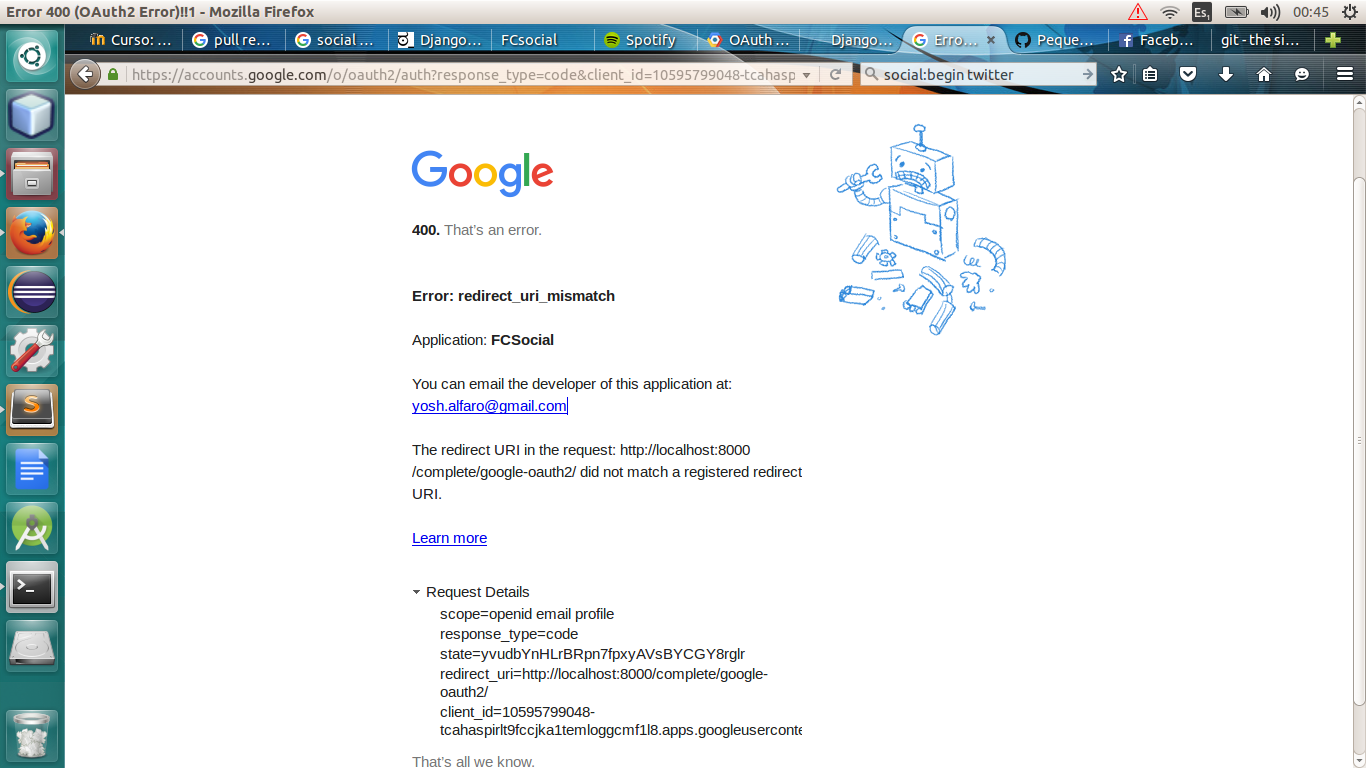 Error 400 (OAuth2 Error)!!1 - Mozilla Firefox
Es1
00:45
Curso: ...
pull re...
social ...
Django...
FCsocial
Spotify
OAuth ...
Django...
Erro...
Peque...
Faceb...
git - the si...
https://accounts.google.com/o/oauth2/auth?response_type=code&client_id=10595799048-tcahasp
social:begin twitter
Google
400. That's an error.
Error: redirect_uri_mismatch
Application: FCSocial
You can email the developer of this application at:
yosh.alfaro@gmail.com
The redirect URI in the request: http://localhost:8000
/complete/google-oauth2/ did not match a registered redirect
URI.
Learn more
Request Details
scope=openid email profile
response_type=code
state=yvudbYnHLrBRpn7fpxyAVsBYCGY8rglr
redirect_uri=http://localhost:8000/complete/google-
oauth2/
client_id=10595799048-
tcahaspirlt9fccjka1temloggcmf1l8.apps.googleuserconte
That's all we know.